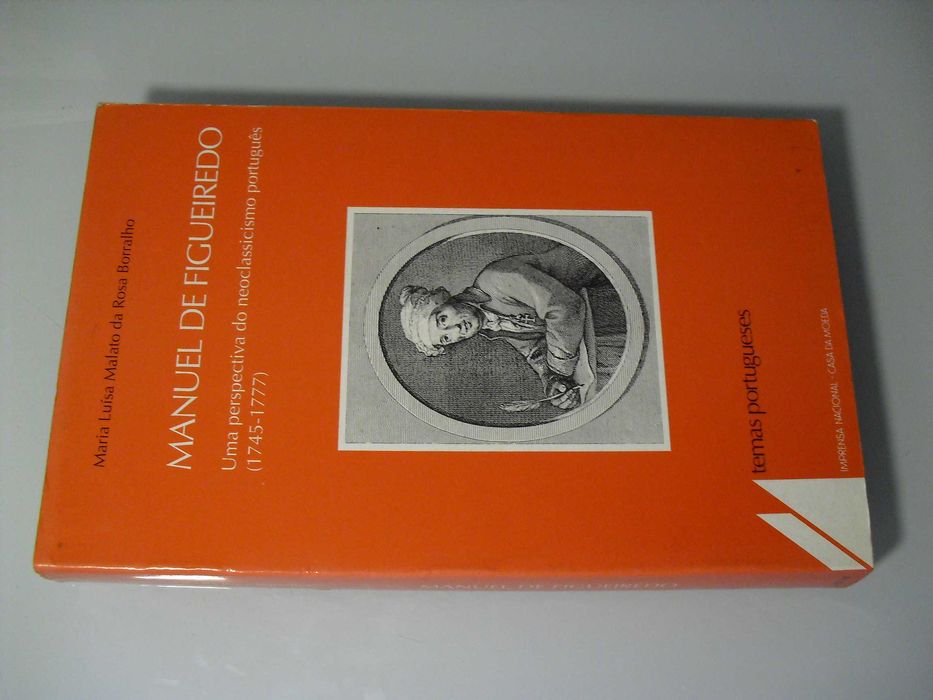 Maria Luísa Malato da Rosa Borralho
MANUEL DE FIGUEIREDO
Uma perspectiva do neoclassicismo português
(1745-1777)
temas portugueses
IMPRENSA NACIONAL - CASA DA MOEDA
MANUEL DE FIGUEIREDO